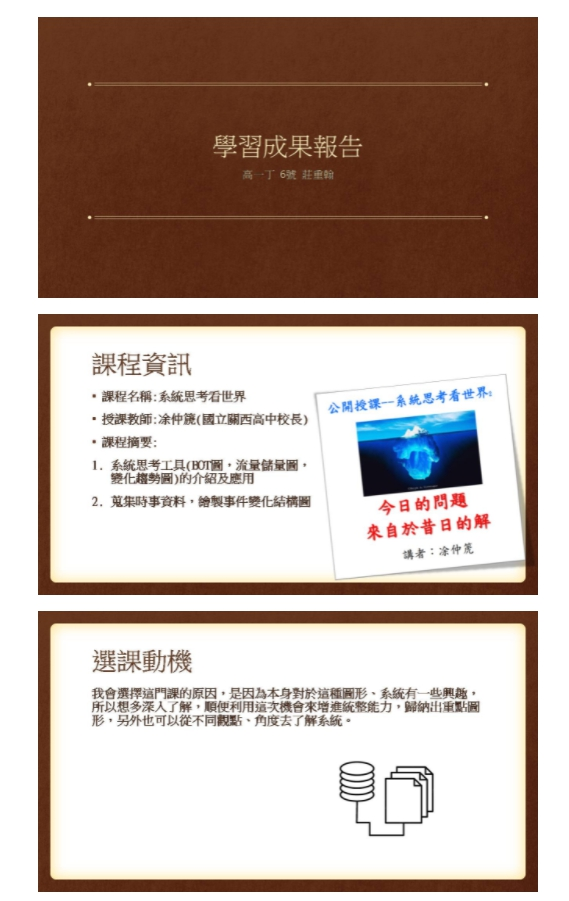 學習成果報告
高一丁 6號 莊重翰
課程資訊
• 課程名稱:系統思考看世界
• 授課教師:涂仲篪(國立關西高中校長)
• 課程摘要:
1. 系統思考工具(BOT圖，流量儲量圖，
變化趨勢圖)的介紹及應用
2. 蒐集時事資料，繪製事件變化結構圖
公開授課--系統思考看世界:
今日的問題
來自於昔日的解
講者：涂仲箎
選課動機
我會選擇這門課的原因，是因為本身對於這種圖形、系統有一些興趣，
所以想多深入了解，順便利用這次機會來增進統整能力，歸納出重點圖
形，另外也可以從不同觀點、角度去了解系統。